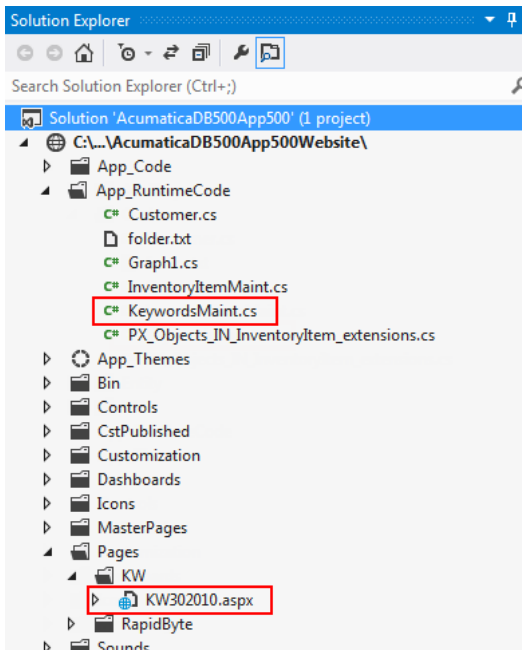 Solution Explorer
Search Solution Explorer (Ctrl+;)
Solution 'AcumaticaDB500App500' (1 project)
C:\...\AcumaticaDB500App500Website\
App_Code
App_RuntimeCode
C# Customer.cs
folder.txt
C# Graph1.cs
C# InventoryItemMaint.cs
C# KeywordsMaint.cs
C# PX_Objects_IN_InventoryItem_extensions.cs
App_Themes
Bin
Controls
CstPublished
Customization
Dashboards
Icons
MasterPages
Pages
KW
KW302010.aspx
RapidByte
Sounds